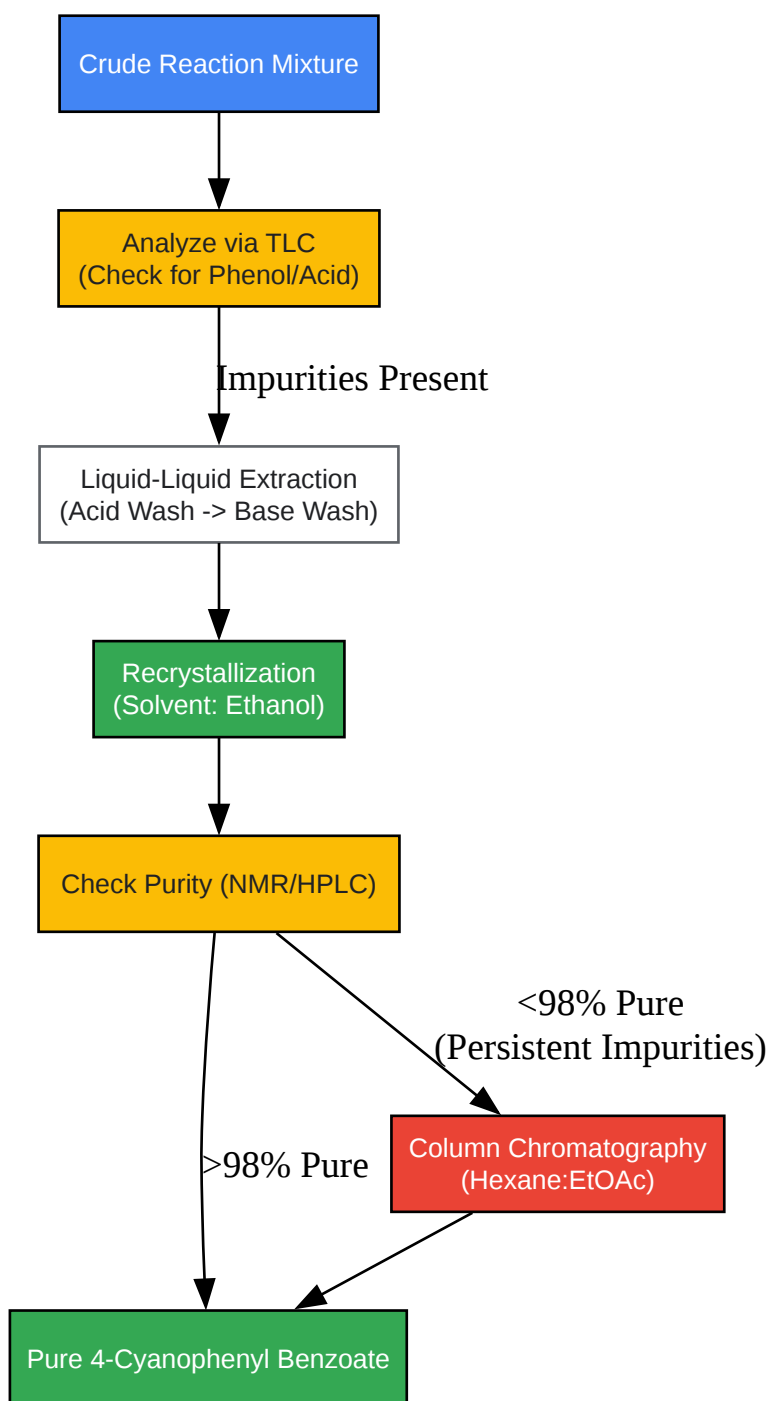 Crude Reaction Mixture
Analyze via TLC
(Check for Phenol/Acid)
Impurities Present
Liquid-Liquid Extraction
(Acid Wash -> Base Wash)
Recrystallization
(Solvent: Ethanol)
Check Purity (NMR/HPLC)
<98% Pure
(Persistent Impurities)
Column Chromatography
(Hexane:EtOAc)
>98% Pure
Pure 4-Cyanophenyl Benzoate